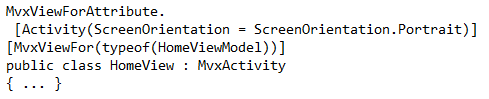 MvxViewForAttribute.
[Activity(ScreenOrientation = ScreenOrientation.Portrait)]
[MvxViewFor(typeof(HomeViewModel))]
public class HomeView : MvxActivity
{ ... }